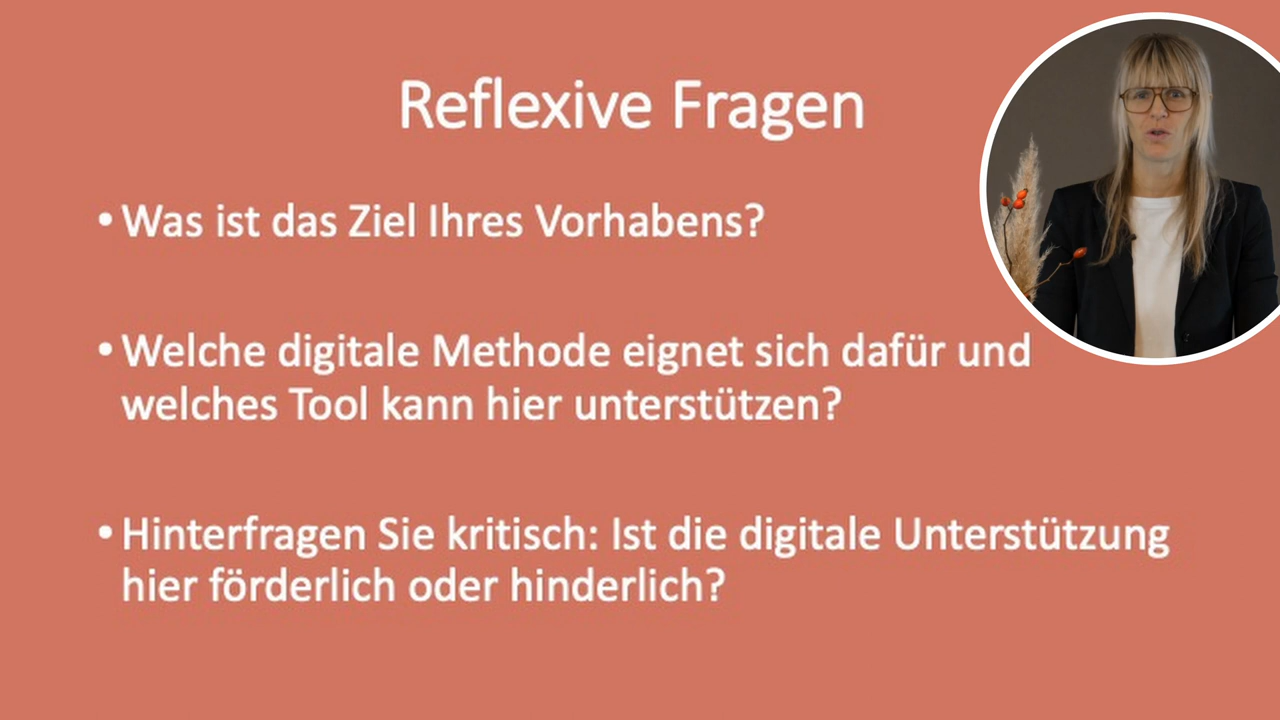 Reflexive Fragen
• Was ist das Ziel Ihres Vorhabens?
• Welche digitale Methode eignet sich dafür und
welches Tool kann hier unterstützen?
• Hinterfragen Sie kritisch: Ist die digitale Unterstützung
hier förderlich oder hinderlich?